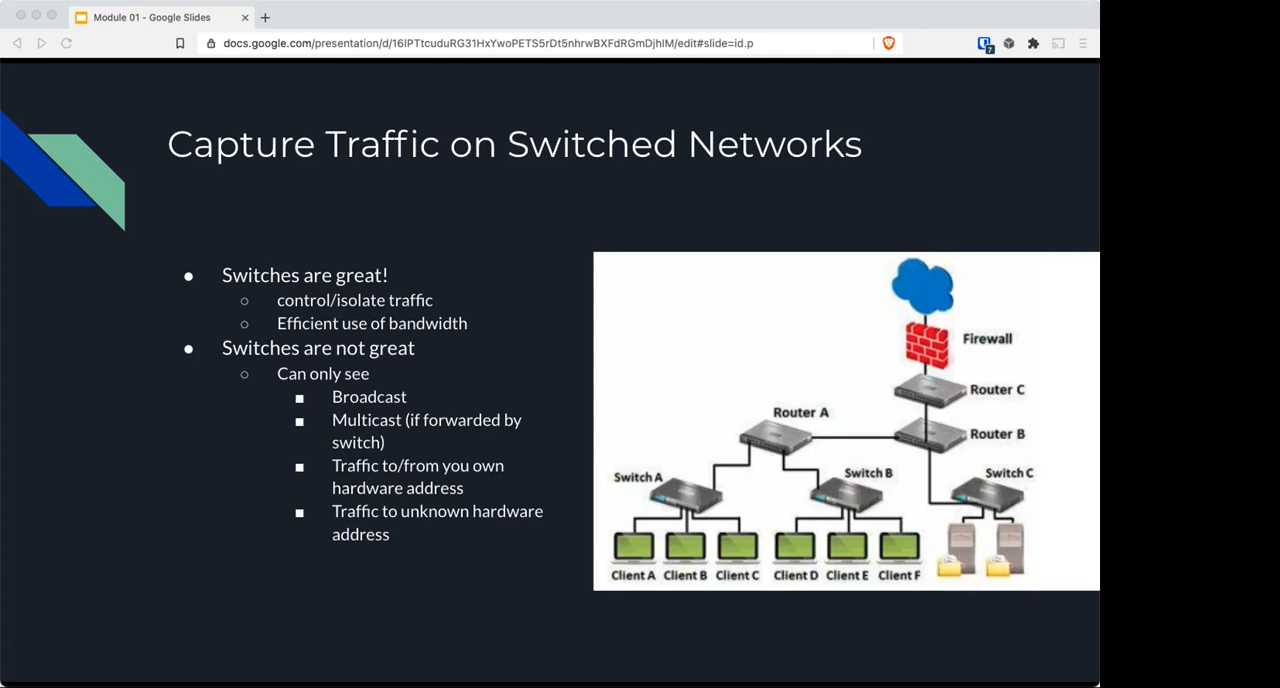 Module 01 - Google Slides
docs.google.com/presentation/d/16lPTtcuduRG31HxYwoPETS5rDt5nhrwBXFdRGmDjhIM/edit#slide=id.p
7
Capture Traffic on Switched Networks
Switches are great!
control/isolate traffic
Efficient use of bandwidth
Switches are not great
Can only see
Broadcast
Multicast (if forwarded by
switch)
Traffic to/from you own
hardware address
Traffic to unknown hardware
address
Firewall
Router C
Router A
Router B
Switch A
Switch B
Switch C
Client A Client B Client C Client D Client E Client F